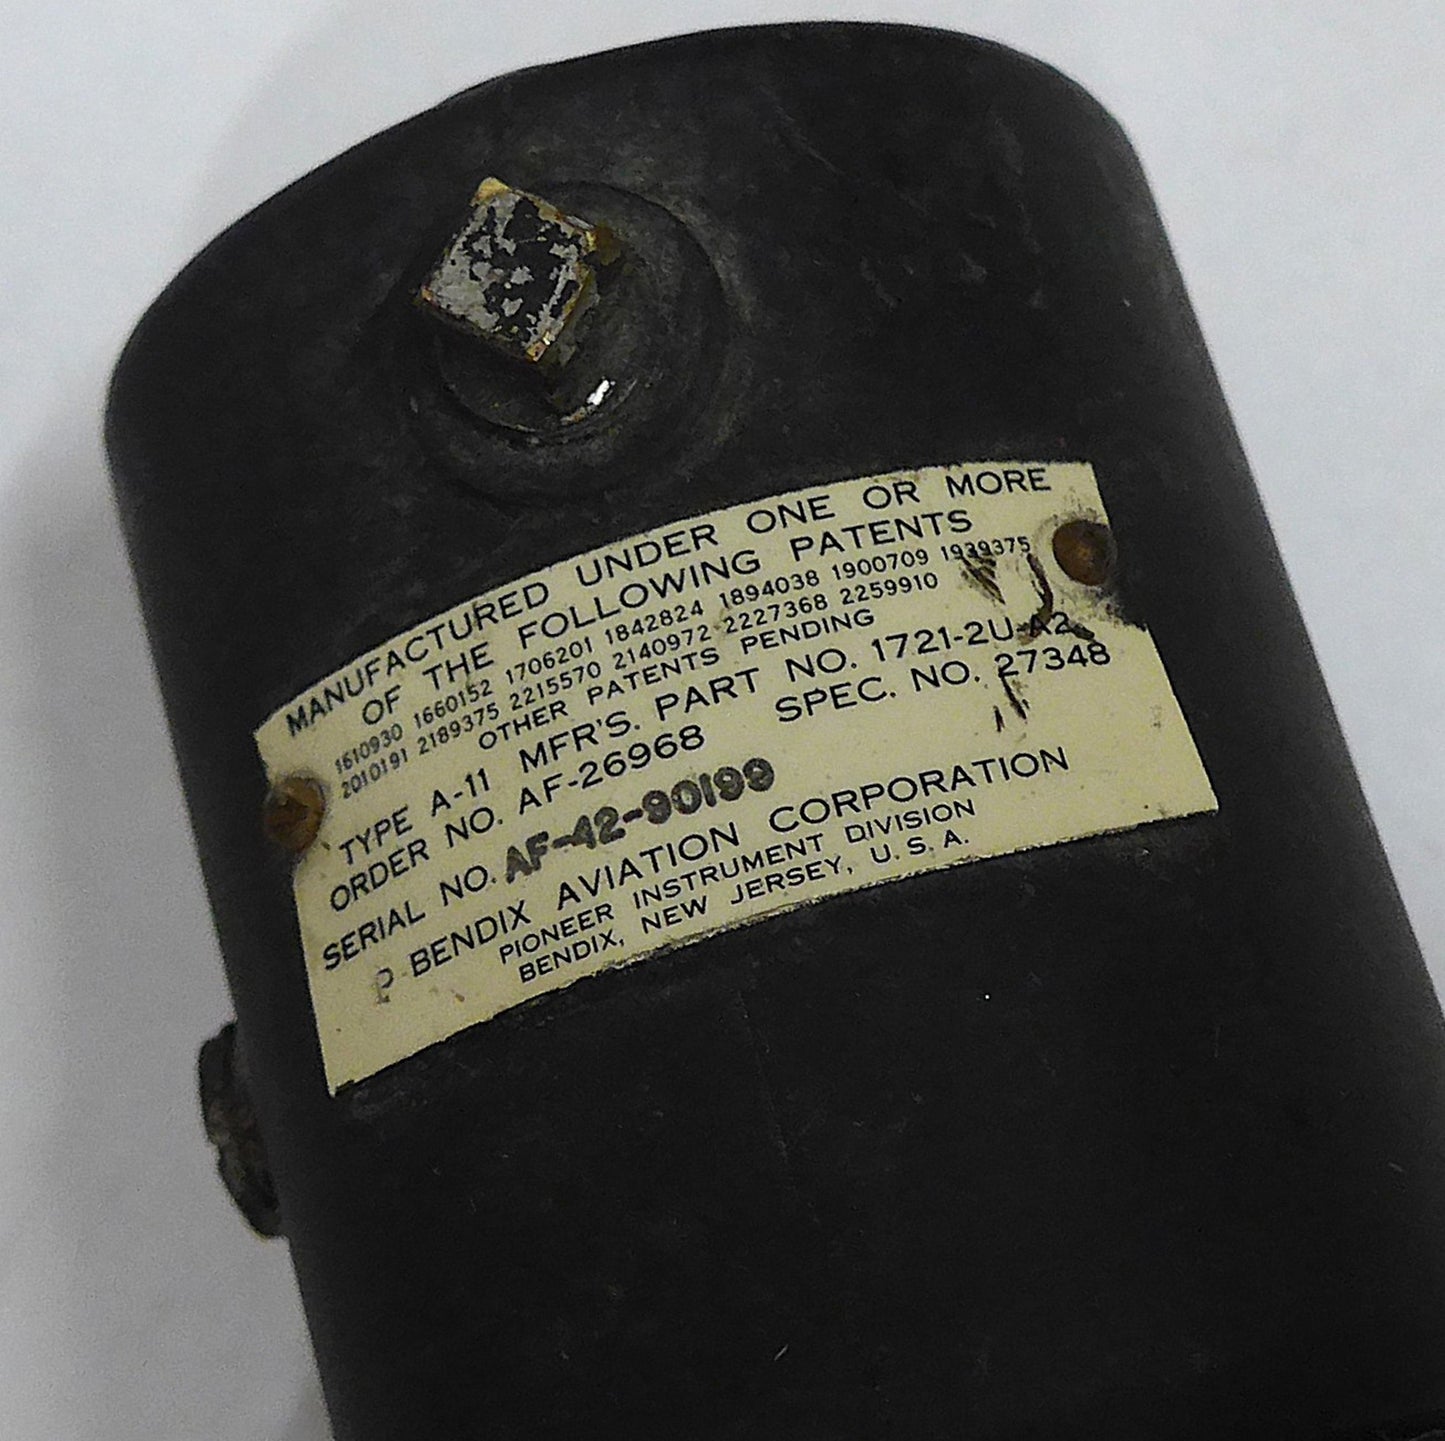 MANUFACTURED UNDER ONE OR MORE
OF THE FOLLOWING PATENTS
1610930 1660152 1706201 1842824 1894038 1900709 1939375
2010191 2189375 2215570 2140972 2227368 2259910
OTHER PATENTS PENDING
TYPE A-11 MFR'S. PART NO. 1721-2U-A2
ORDER NO. AF-26968 SPEC. NO. 27348
SERIAL NO. AF-42-90199
P BENDIX AVIATION CORPORATION
PIONEER INSTRUMENT DIVISION
BENDIX, NEW JERSEY, U. S. A.